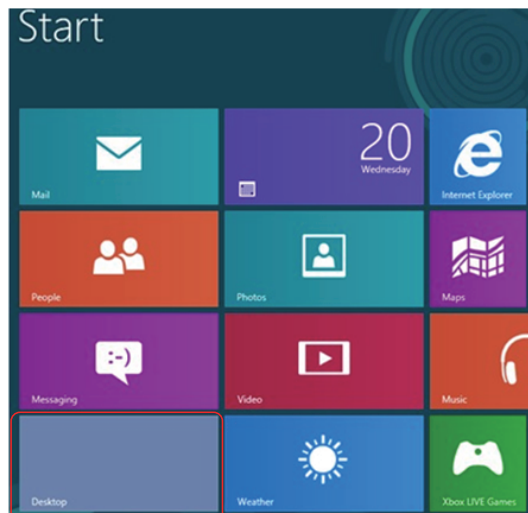 Start
Mail
20
Wednesday
Internet Explorer
People
Photos
Maps
Messaging
:-)
Video
Music
Desktop
Weather
Xbox LIVE Games